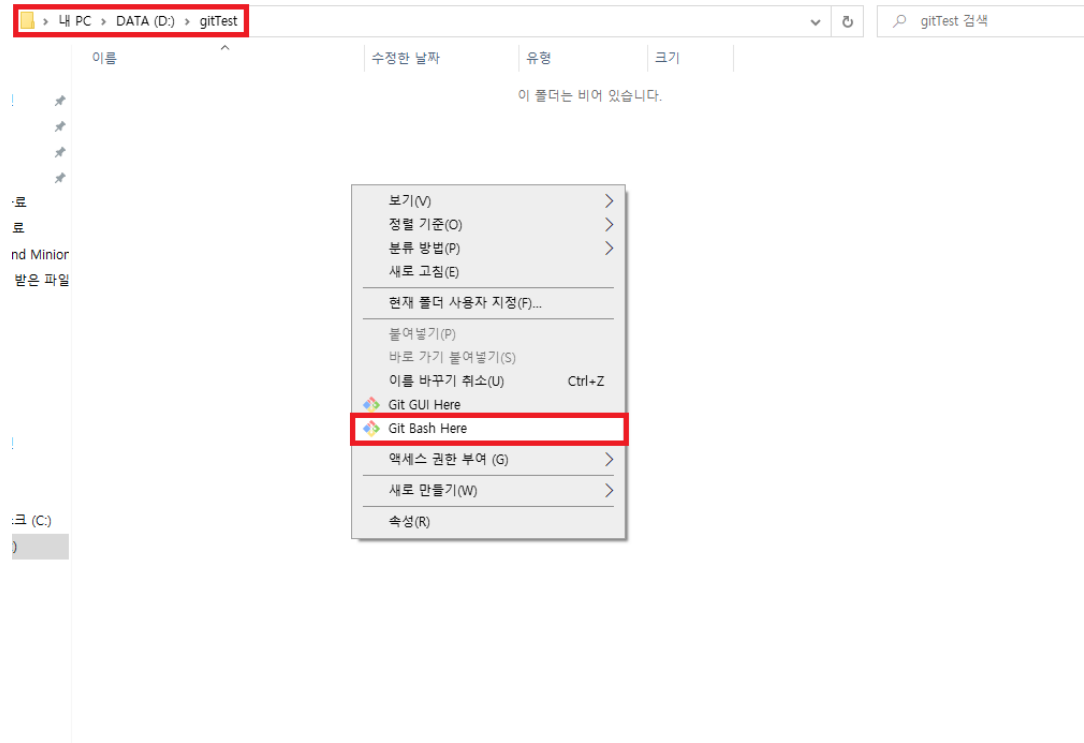 내 PC > DATA (D:) > gitTest
gitTest 검색
이름 수정한 날짜 유형 크기
이 폴더는 비어 있습니다.
료
료
nd Minior
받은 파일
크 (C:)
)
보기(V)
정렬 기준(O)
분류 방법(P)
새로 고침(E)
현재 폴더 사용자 지정(F)...
붙여넣기(P)
바로 가기 붙여넣기(S)
이름 바꾸기 취소(U) Ctrl+Z
Git GUI Here
Git Bash Here
액세스 권한 부여 (G)
새로 만들기(W)
속성(R)